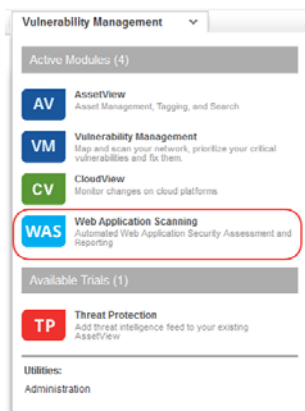 Vulnerability Management
Active Modules (4)
AV
AssetView
Asset Management, Tagging, and Search
VM
Vulnerability Management
Map and scan your network, prioritize your critical
vulnerabilities and fix them.
CV
CloudView
Monitor changes on cloud platforms
WAS
Web Application Scanning
Automated Web Application Security Assessment and
Reporting
Available Trials (1)
TP
Threat Protection
Add threat intelligence feed to your existing
AssetView
Utilities:
Administration